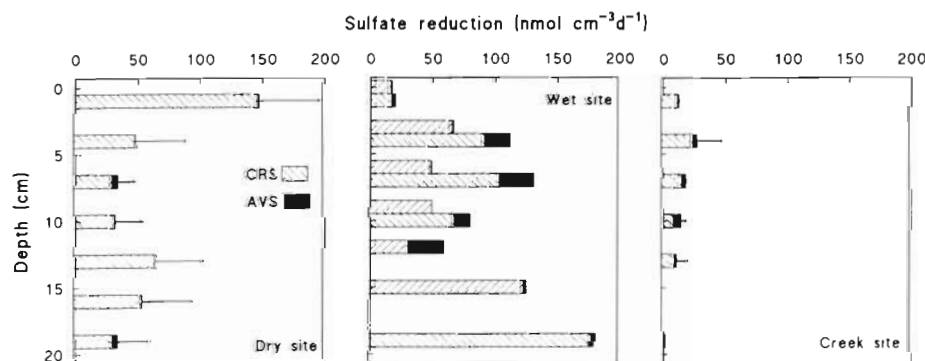 Sulfate reduction (nmol cm⁻³d⁻¹)
0 50 100 150 200
0 50 100 150 200
0 50 100 150 200
Depth (cm)
0
5
10
15
20
CRS
AVS
Dry site
Wet site
Creek site